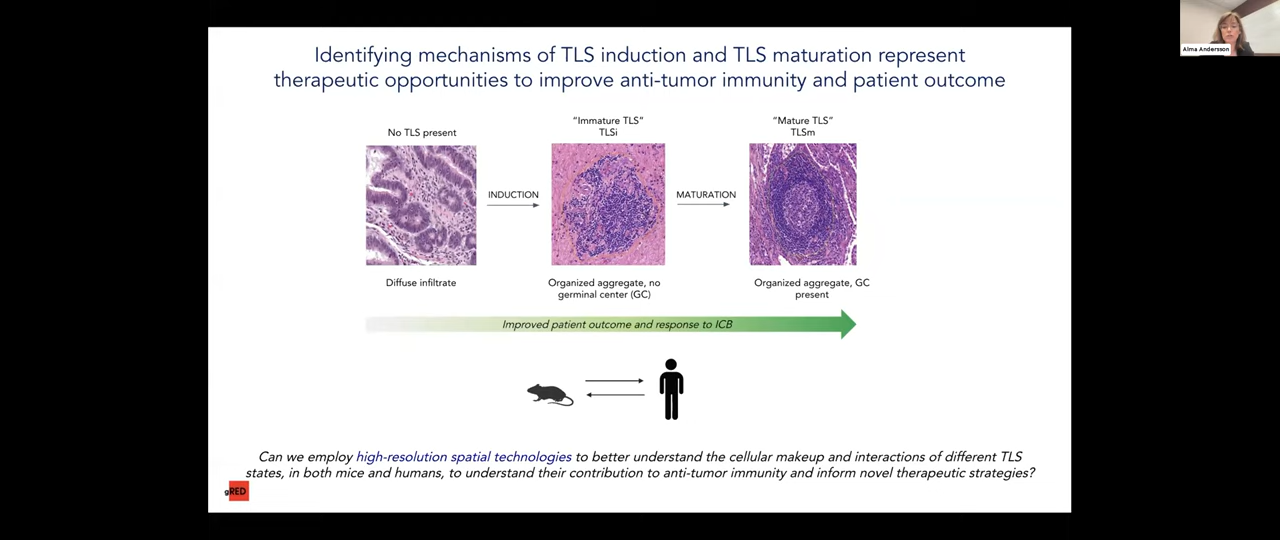 Identifying mechanisms of TLS induction and TLS maturation represent
therapeutic opportunities to improve anti-tumor immunity and patient outcome
No TLS present
"Immature TLS"
TLSi
"Mature TLS"
TLSm
INDUCTION
MATURATION
Diffuse infiltrate
Organized aggregate, no
germinal center (GC)
Organized aggregate, GC
present
Improved patient outcome and response to ICB
Can we employ high-resolution spatial technologies to better understand the cellular makeup and interactions of different TLS
states, in both mice and humans, to understand their contribution to anti-tumor immunity and inform novel therapeutic strategies?
gRED
Alma Andersson